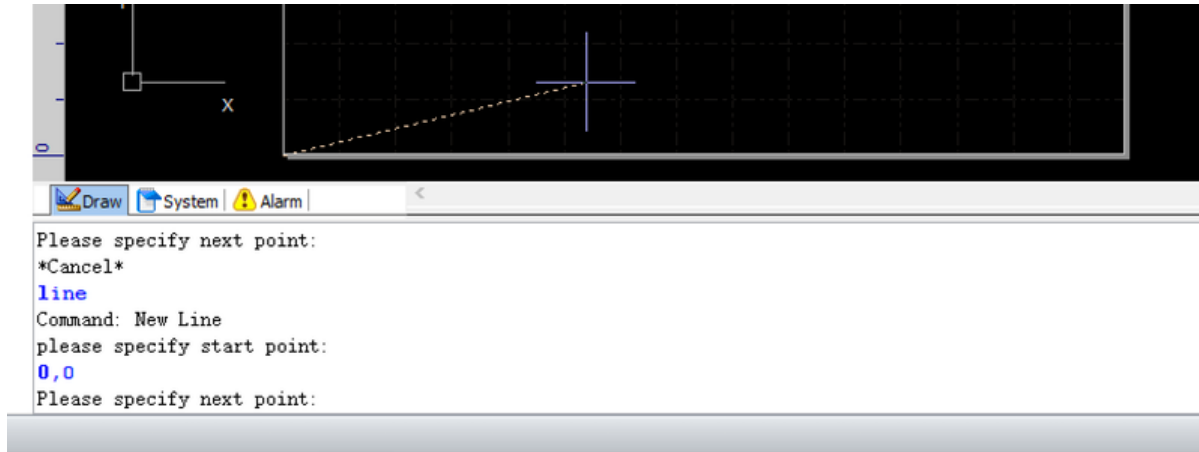 X
0
Draw System Alarm
Please specify next point:
*Cancel*
line
Command: New Line
please specify start point:
0,0
Please specify next point: